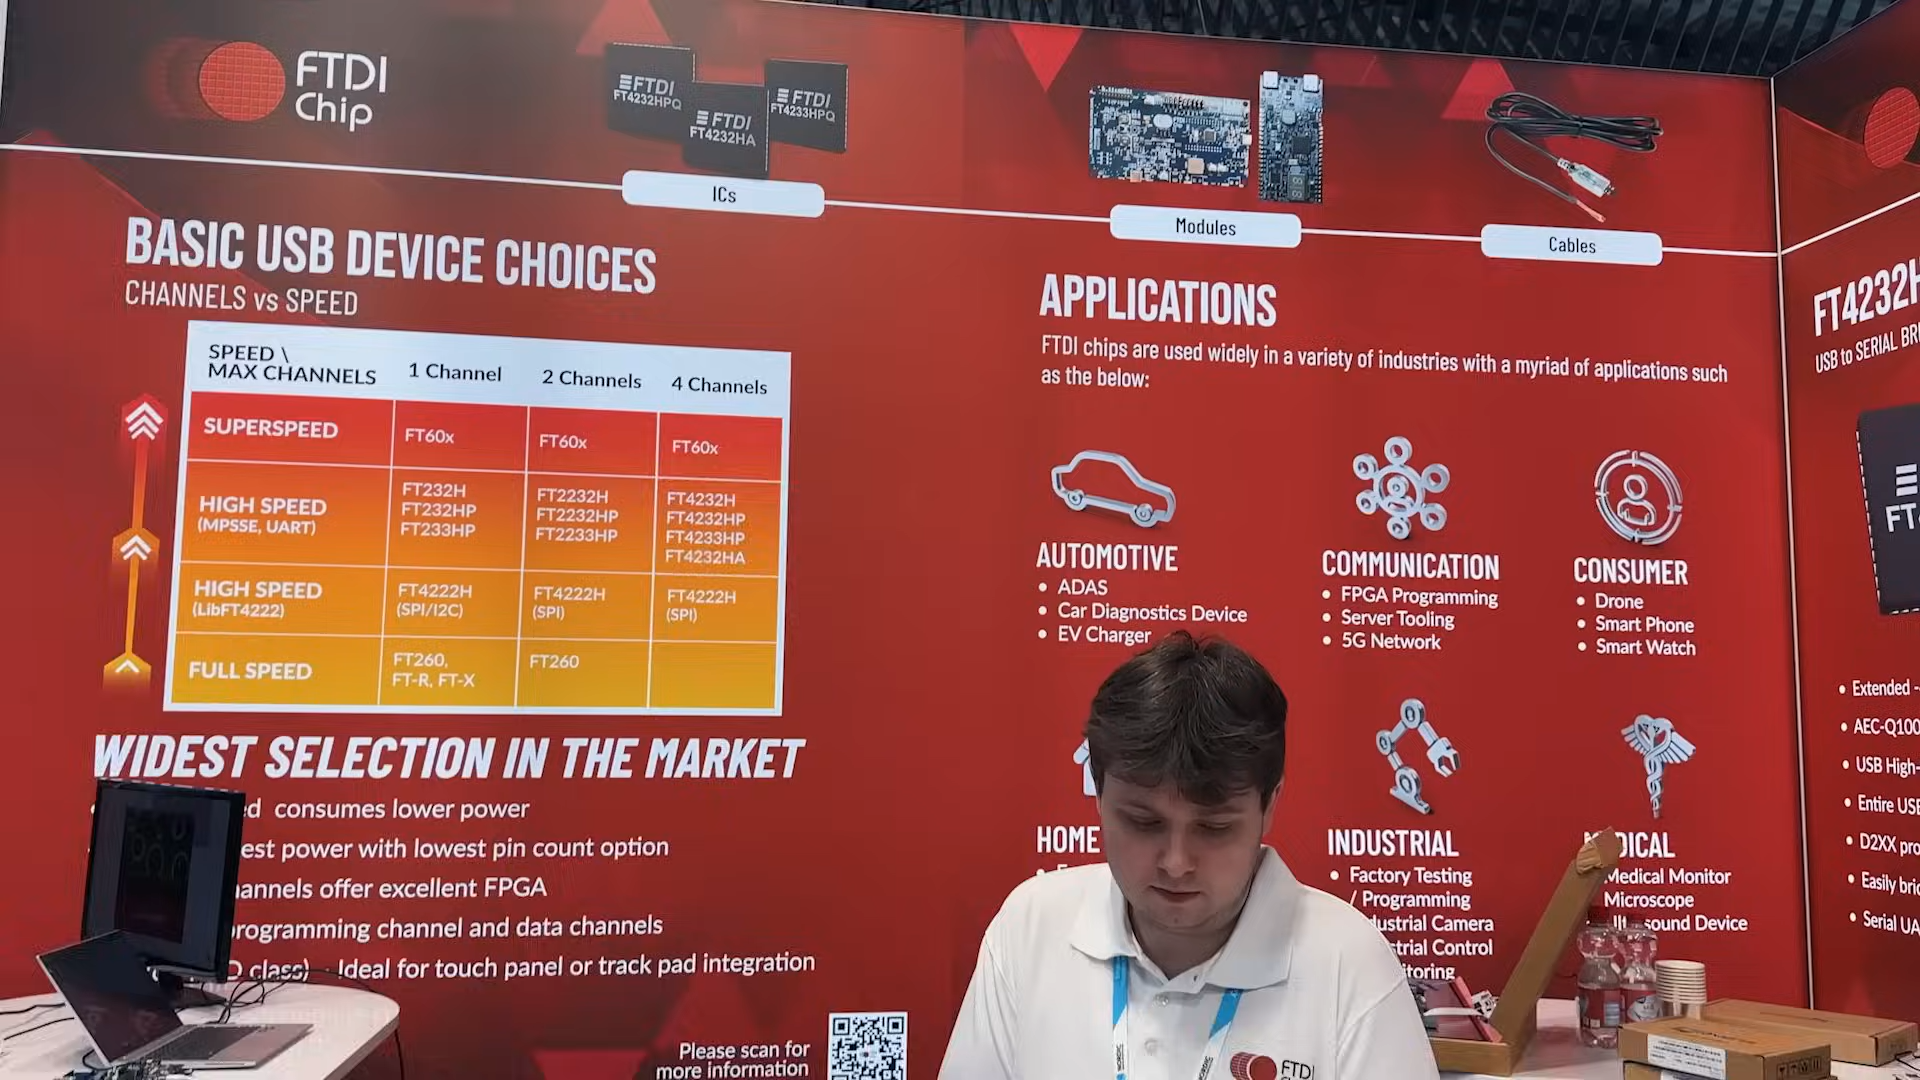 FTDI
Chip
FTDI
FT4232HPQ
FTDI
FT4232HA
FTDI
FT4233HPQ
ICs
Modules
Cables
BASIC USB DEVICE CHOICES
CHANNELS vs SPEED
SPEED \
MAX CHANNELS
1 Channel
2 Channels
4 Channels
SUPERSPEED
FT60x
FT60x
FT60x
HIGH SPEED
(MPSSE, UART)
FT232H
FT232HP
FT233HP
FT2232H
FT2232HP
FT2233HP
FT4232H
FT4232HP
FT4233HP
FT4232HA
HIGH SPEED
(LibFT4222)
FT4222H
(SPI/I2C)
FT4222H
(SPI)
FT4222H
(SPI)
FULL SPEED
FT260,
FT-R, FT-X
FT260
WIDEST SELECTION IN THE MARKET
consumes lower power
power with lowest pin count option
offer excellent FPGA
programming channel and data channels
class) Ideal for touch panel or track pad integration
Please scan for
more information
APPLICATIONS
FTDI chips are used widely in a variety of industries with a myriad of applications such
as the below:
AUTOMOTIVE
• ADAS
• Car Diagnostics Device
• EV Charger
COMMUNICATION
• FPGA Programming
• Server Tooling
• 5G Network
CONSUMER
• Drone
• Smart Phone
• Smart Watch
HOME
INDUSTRIAL
• Factory Testing
/ Programming
Camera
Control
Medical Monitor
Microscope
Device
FT4232H
USB to SERIAL
• Extended
• AEC-Q100
• USB High-
• Entire USB
• D2XX
• Easily
• Serial
FTDI